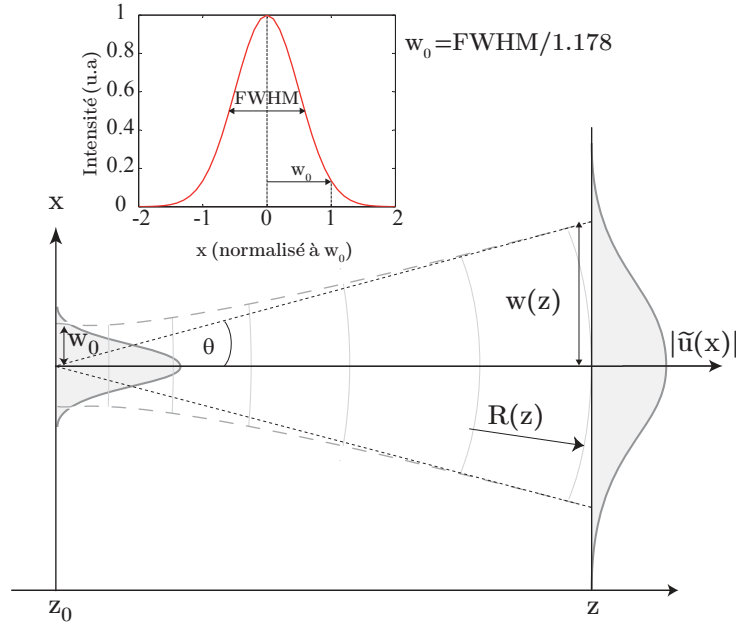 w₀=FWHM/1.178
Intensité (u.a)
1
0.8
0.6
0.4
0.2
0
FWHM
w₀
-2
-1
0
1
2
x (normalisé à w₀)
x
w₀
θ
w(z)
|ũ(x)|
R(z)
z₀
z